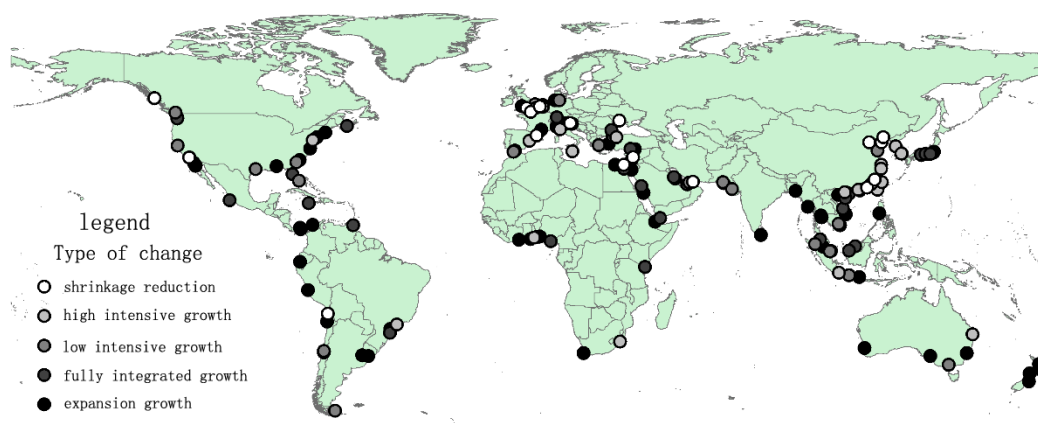 legend
Type of change
shrinkage reduction
high intensive growth
low intensive growth
fully integrated growth
expansion growth